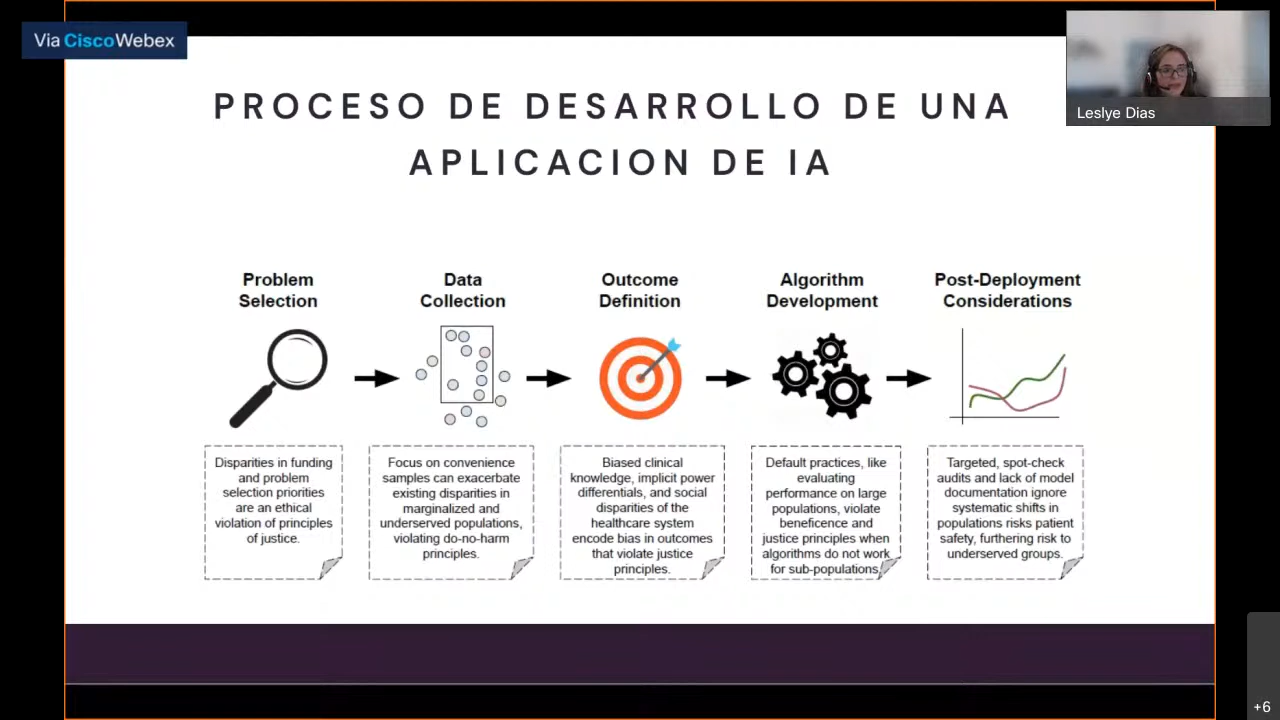 Via CiscoWebex
Leslye Dias
PROCESO DE DESARROLLO DE UNA
APLICACION DE IA
Problem
Selection
Data
Collection
Outcome
Definition
Algorithm
Development
Post-Deployment
Considerations
Disparities in funding
and problem
selection priorities
are an ethical
violation of principles
of justice.
Focus on convenience
samples can exacerbate
existing disparities in
marginalized and
underserved populations,
violating do-no-harm
principles.
Biased clinical
knowledge, implicit power
differentials, and social
disparities of the
healthcare system
encode bias in outcomes
that violate justice
principles.
Default practices, like
evaluating
performance on large
populations, violate
beneficence and
justice principles when
algorithms do not work
for sub-populations.
Targeted, spot-check
audits and lack of model
documentation ignore
systematic shifts in
populations risks patient
safety, furthering risk to
underserved groups.
+6